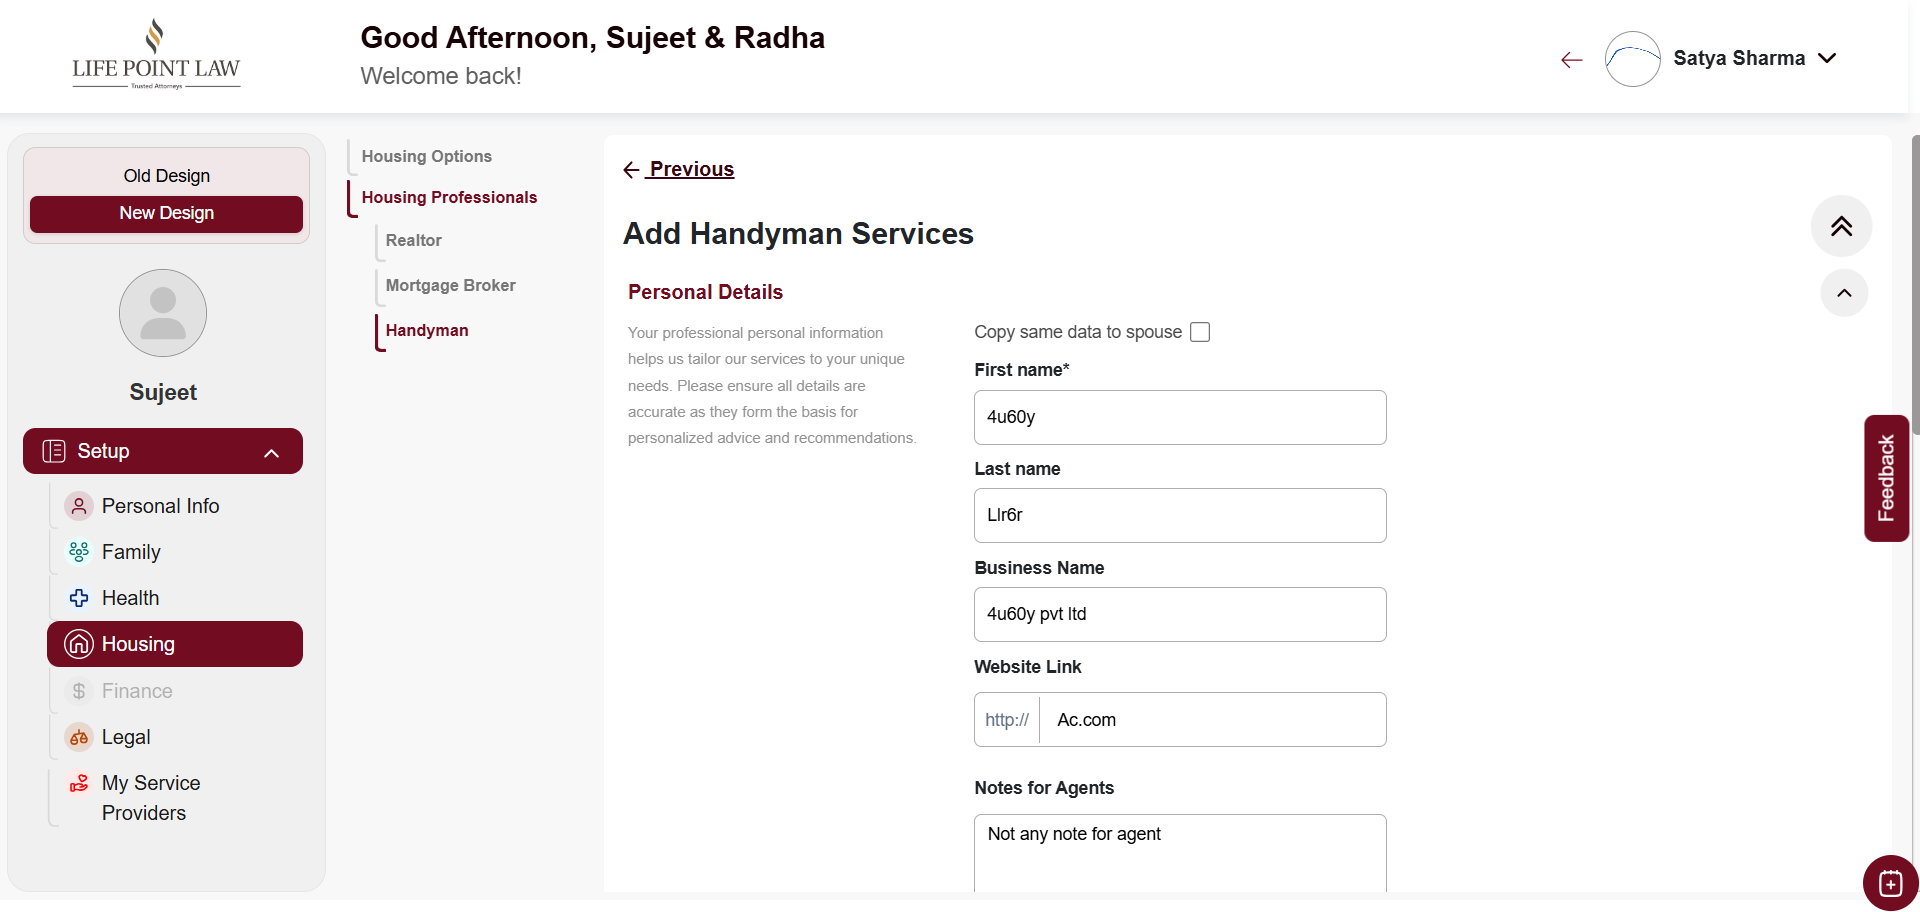 LIFE POINT LAW
Trusted Attorneys
Good Afternoon, Sujeet & Radha
Welcome back!
Satya Sharma
Old Design
New Design
Sujeet
Setup
Personal Info
Family
Health
Housing
Finance
Legal
My Service
Providers
Housing Options
Housing Professionals
Realtor
Mortgage Broker
Handyman
Previous
Add Handyman Services
Personal Details
Your professional personal information
helps us tailor our services to your unique
needs. Please ensure all details are
accurate as they form the basis for
personalized advice and recommendations.
Copy same data to spouse
First name*
4u60y
Last name
Llr6r
Business Name
4u60y pvt ltd
Website Link
http:// Ac.com
Notes for Agents
Not any note for agent
Feedback